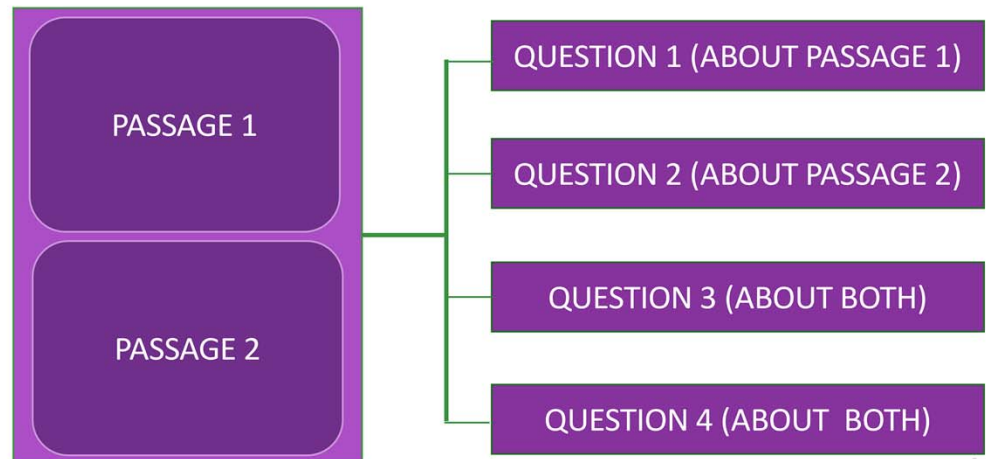 PASSAGE 1
PASSAGE 2
QUESTION 1 (ABOUT PASSAGE 1)
QUESTION 2 (ABOUT PASSAGE 2)
QUESTION 3 (ABOUT BOTH)
QUESTION 4 (ABOUT  BOTH)